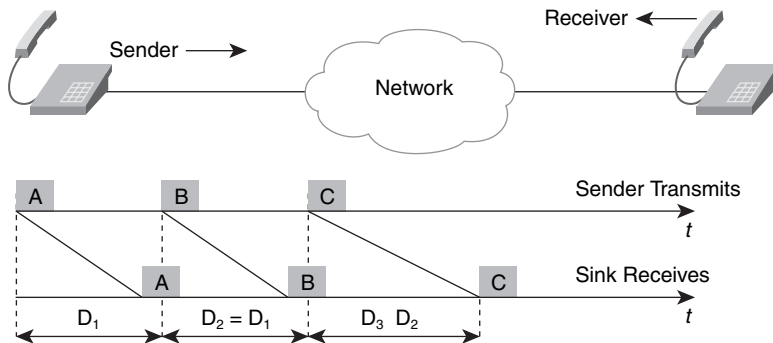 Receiver
Sender
Network
A B C Sender Transmits
t
A B C Sink Receives
D1 D2 = D1 D3 D2 t